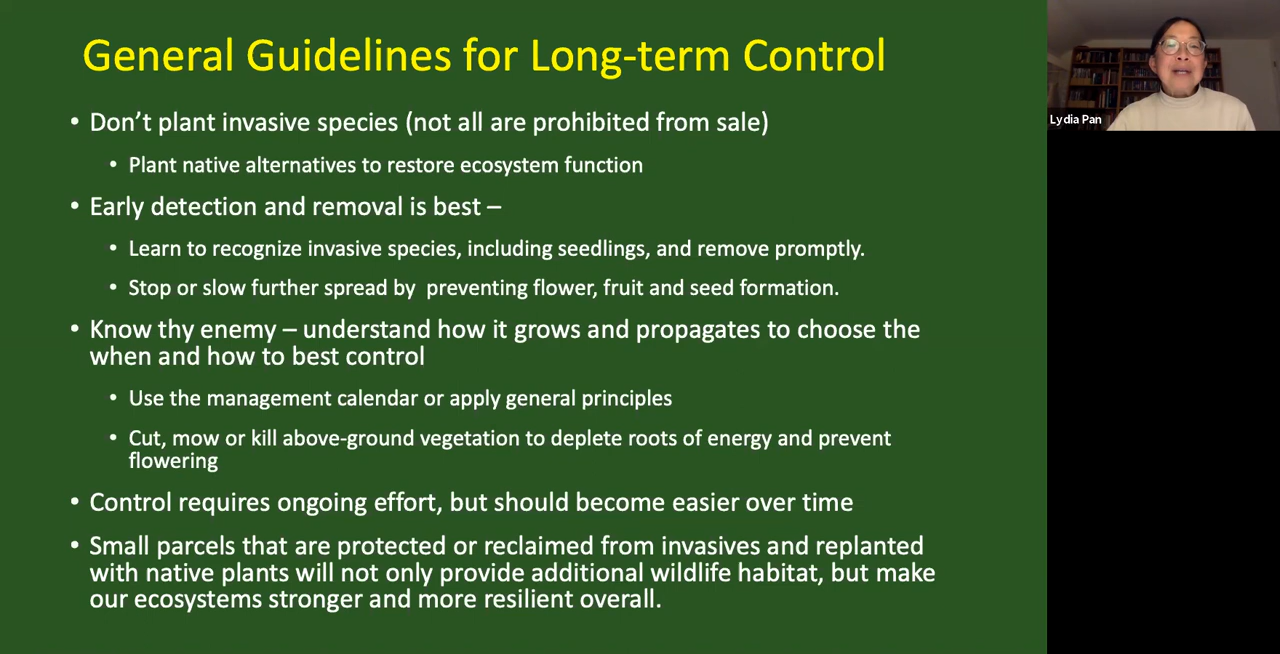 General Guidelines for Long-term Control
• Don't plant invasive species (not all are prohibited from sale)
• Plant native alternatives to restore ecosystem function
• Early detection and removal is best –
• Learn to recognize invasive species, including seedlings, and remove promptly.
• Stop or slow further spread by  preventing flower, fruit and seed formation.
• Know thy enemy – understand how it grows and propagates to choose the
when and how to best control
• Use the management calendar or apply general principles
• Cut, mow or kill above-ground vegetation to deplete roots of energy and prevent
flowering
• Control requires ongoing effort, but should become easier over time
• Small parcels that are protected or reclaimed from invasives and replanted
with native plants will not only provide additional wildlife habitat, but make
our ecosystems stronger and more resilient overall.
Lydia Pan